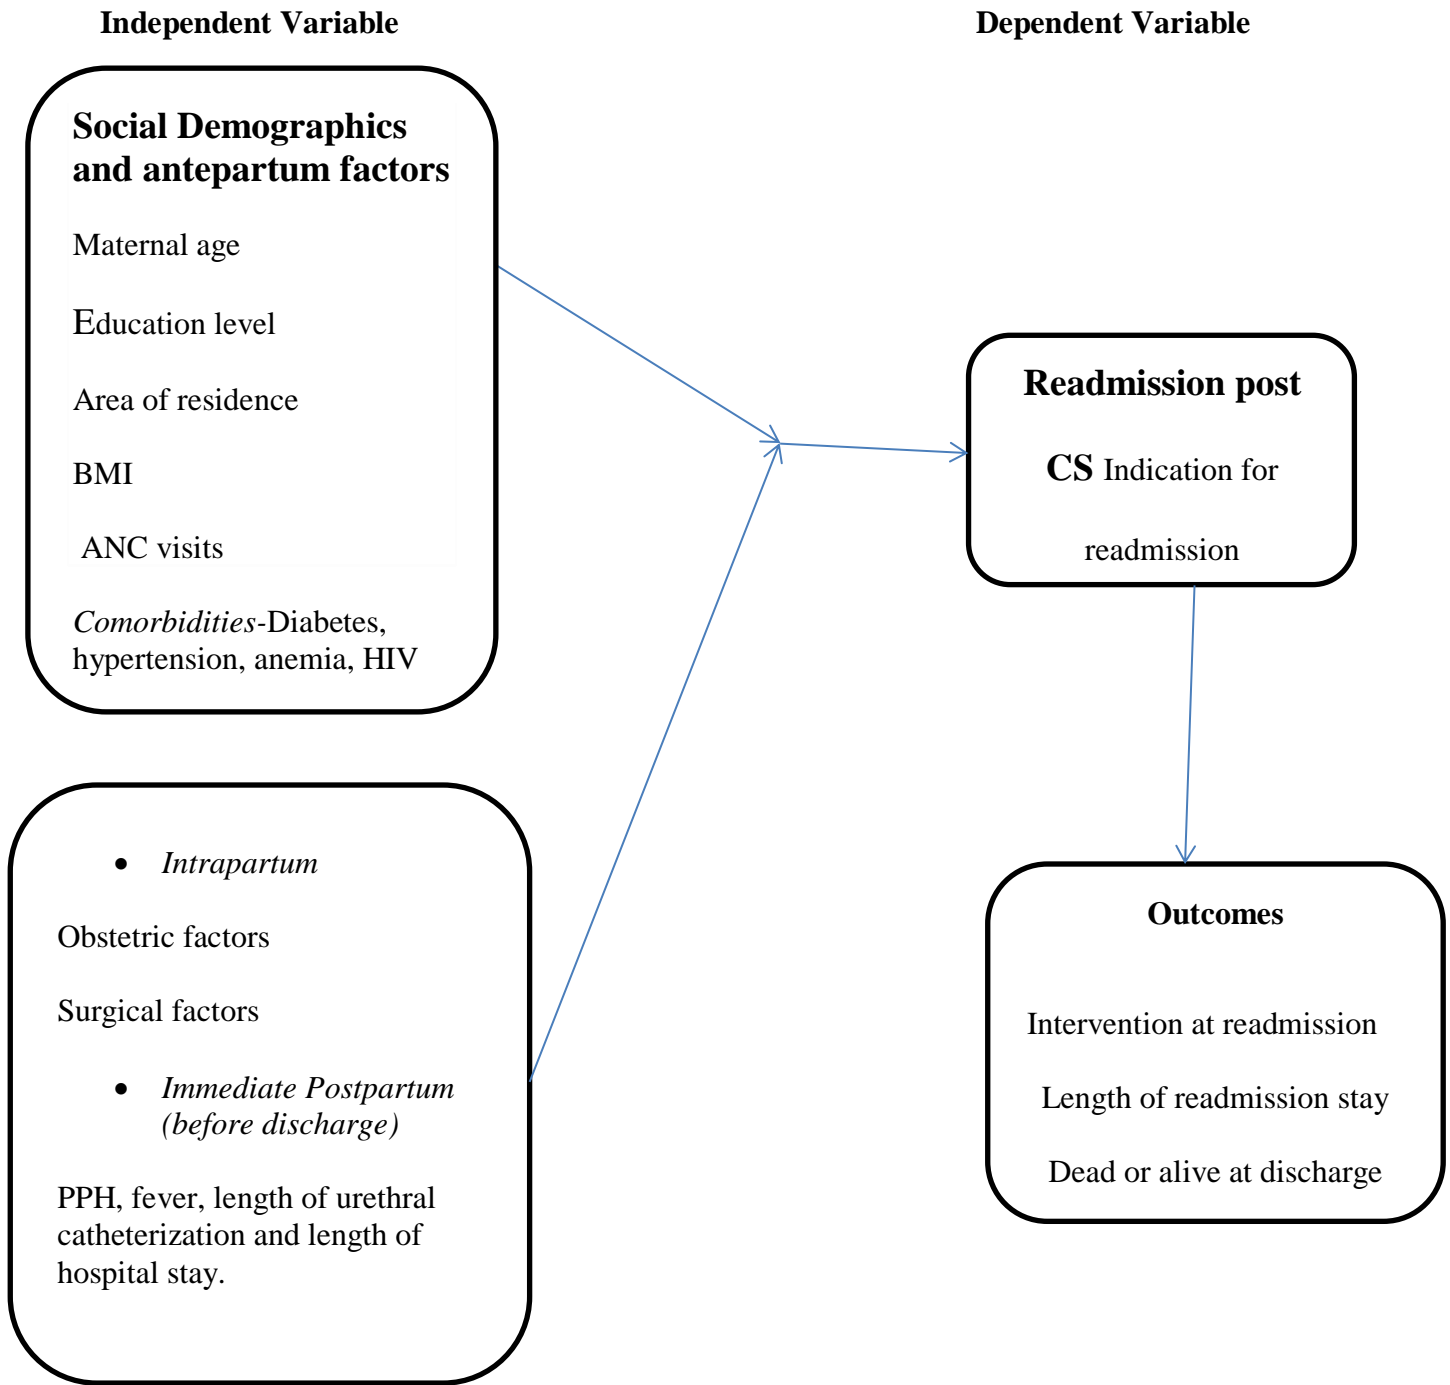 Independent Variable
Dependent Variable
Social Demographics
and antepartum factors
Maternal age
Education level
Area of residence
BMI
ANC visits
Comorbidities-Diabetes,
hypertension, anemia, HIV
• Intrapartum
Obstetric factors
Surgical factors
• Immediate Postpartum
(before discharge)
PPH, fever, length of urethral
catheterization and length of
hospital stay.
Readmission post
CS Indication for
readmission
Outcomes
Intervention at readmission
Length of readmission stay
Dead or alive at discharge